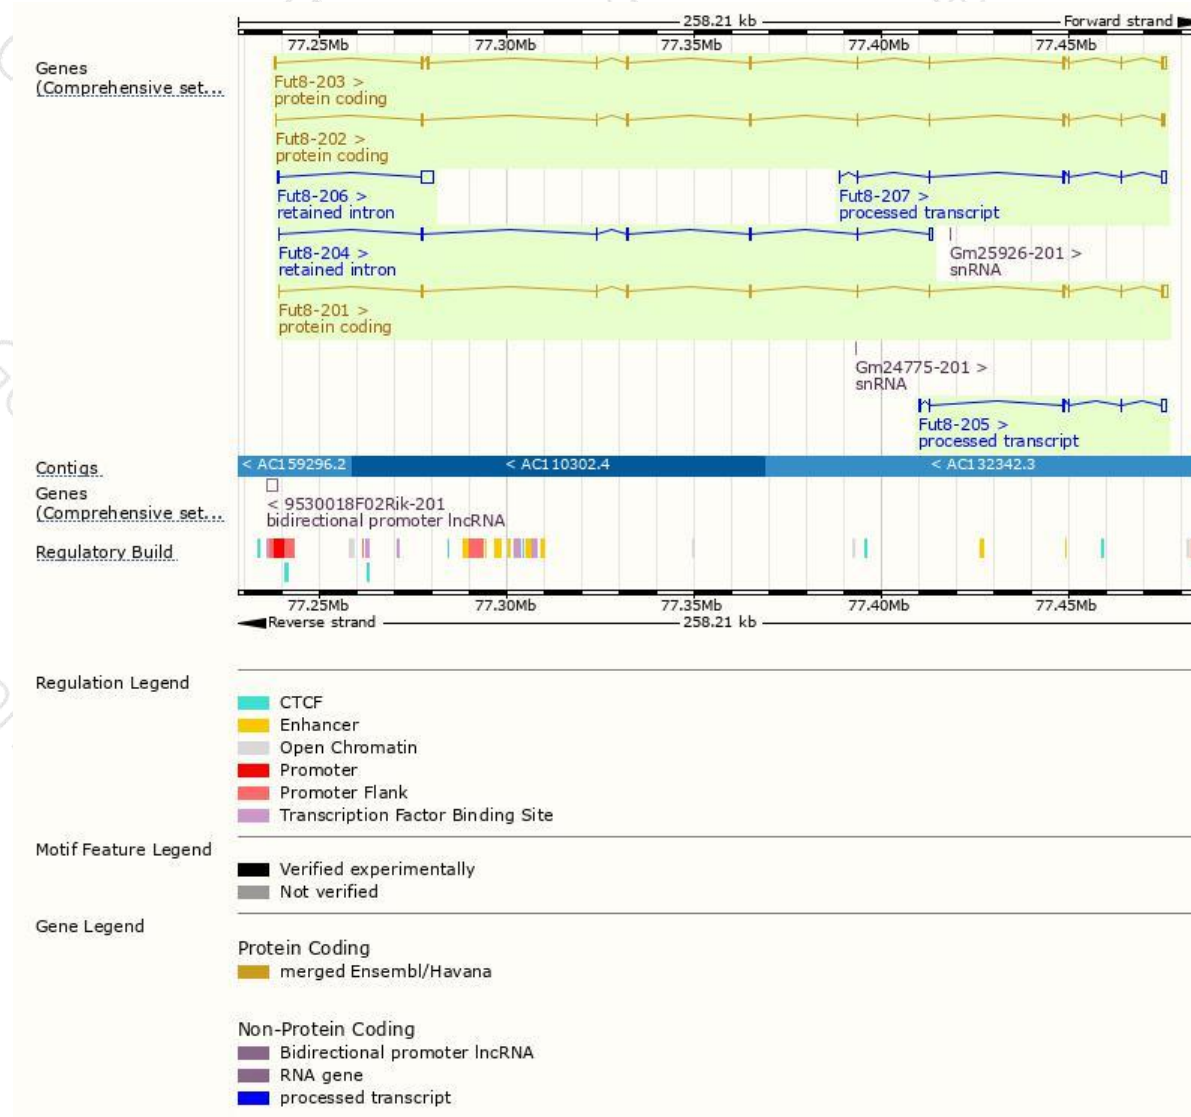 258.21 kb Forward strand
77.25Mb 77.30Mb 77.35Mb 77.40Mb 77.45Mb
Genes
(Comprehensive set...
Fut8-203 >
protein coding
Fut8-202 >
protein coding
Fut8-206 > Fut8-207 >
retained intron processed transcript
Fut8-204 > Gm25926-201 >
retained intron snRNA
Fut8-201 >
protein coding
Gm24775-201 >
snRNA
Fut8-205 >
processed transcript
Contigs < AC159296.2 < AC110302.4 < AC132342.3
Genes
(Comprehensive set...
< 9530018F02Rik-201
bidirectional promoter lncRNA
Regulatory Build
77.25Mb 77.30Mb 77.35Mb 77.40Mb 77.45Mb
Reverse strand 258.21 kb
Regulation Legend
CTCF
Enhancer
Open Chromatin
Promoter
Promoter Flank
Transcription Factor Binding Site
Motif Feature Legend
Verified experimentally
Not verified
Gene Legend
Protein Coding
merged Ensembl/Havana
Non-Protein Coding
Bidirectional promoter lncRNA
RNA gene
processed transcript